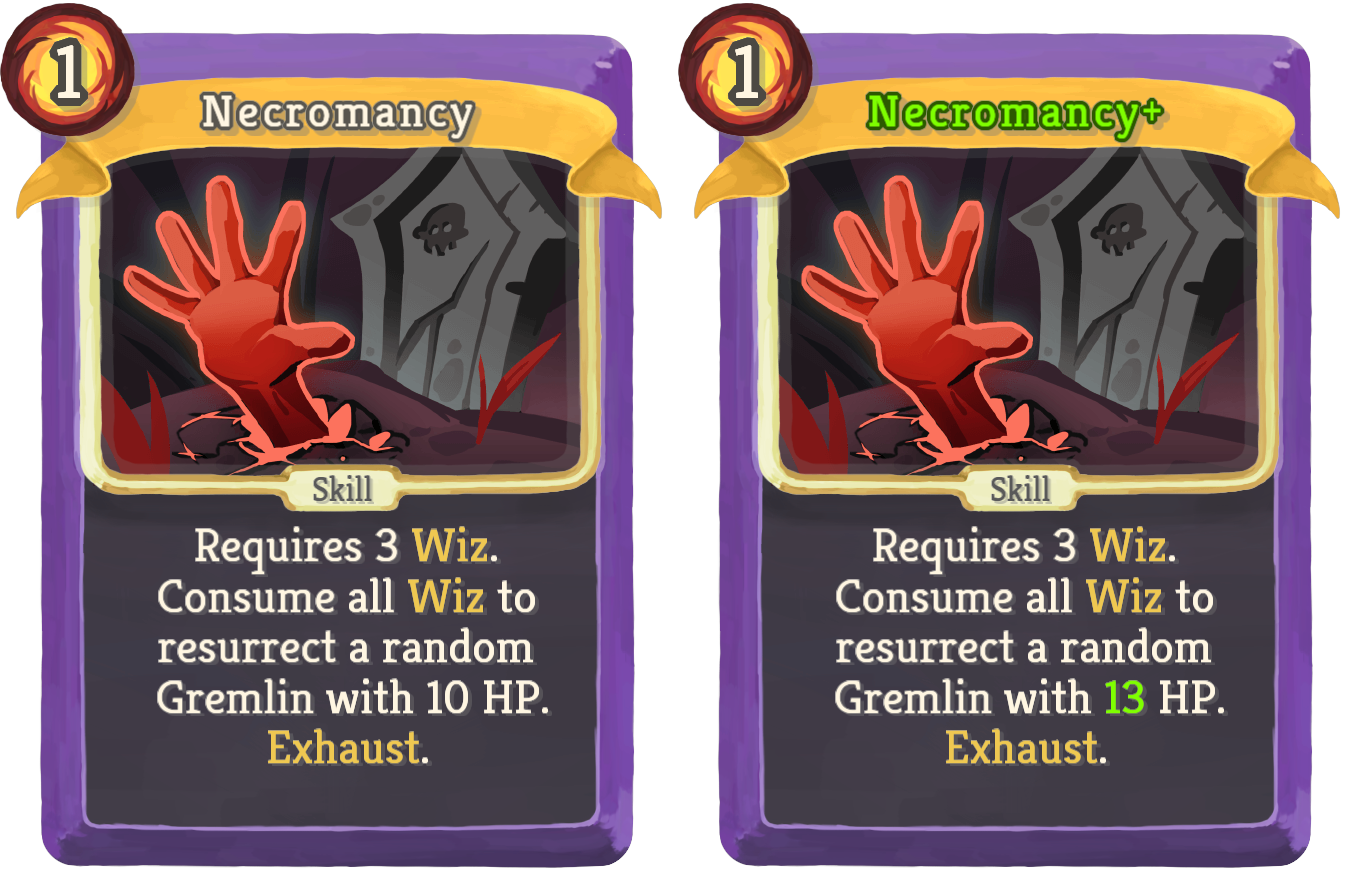 1
Necromancy
Skill
Requires 3 Wiz.
Consume all Wiz to
resurrect a random
Gremlin with 10 HP.
Exhaust.
1
Necromancy+
Skill
Requires 3 Wiz.
Consume all Wiz to
resurrect a random
Gremlin with 13 HP.
Exhaust.